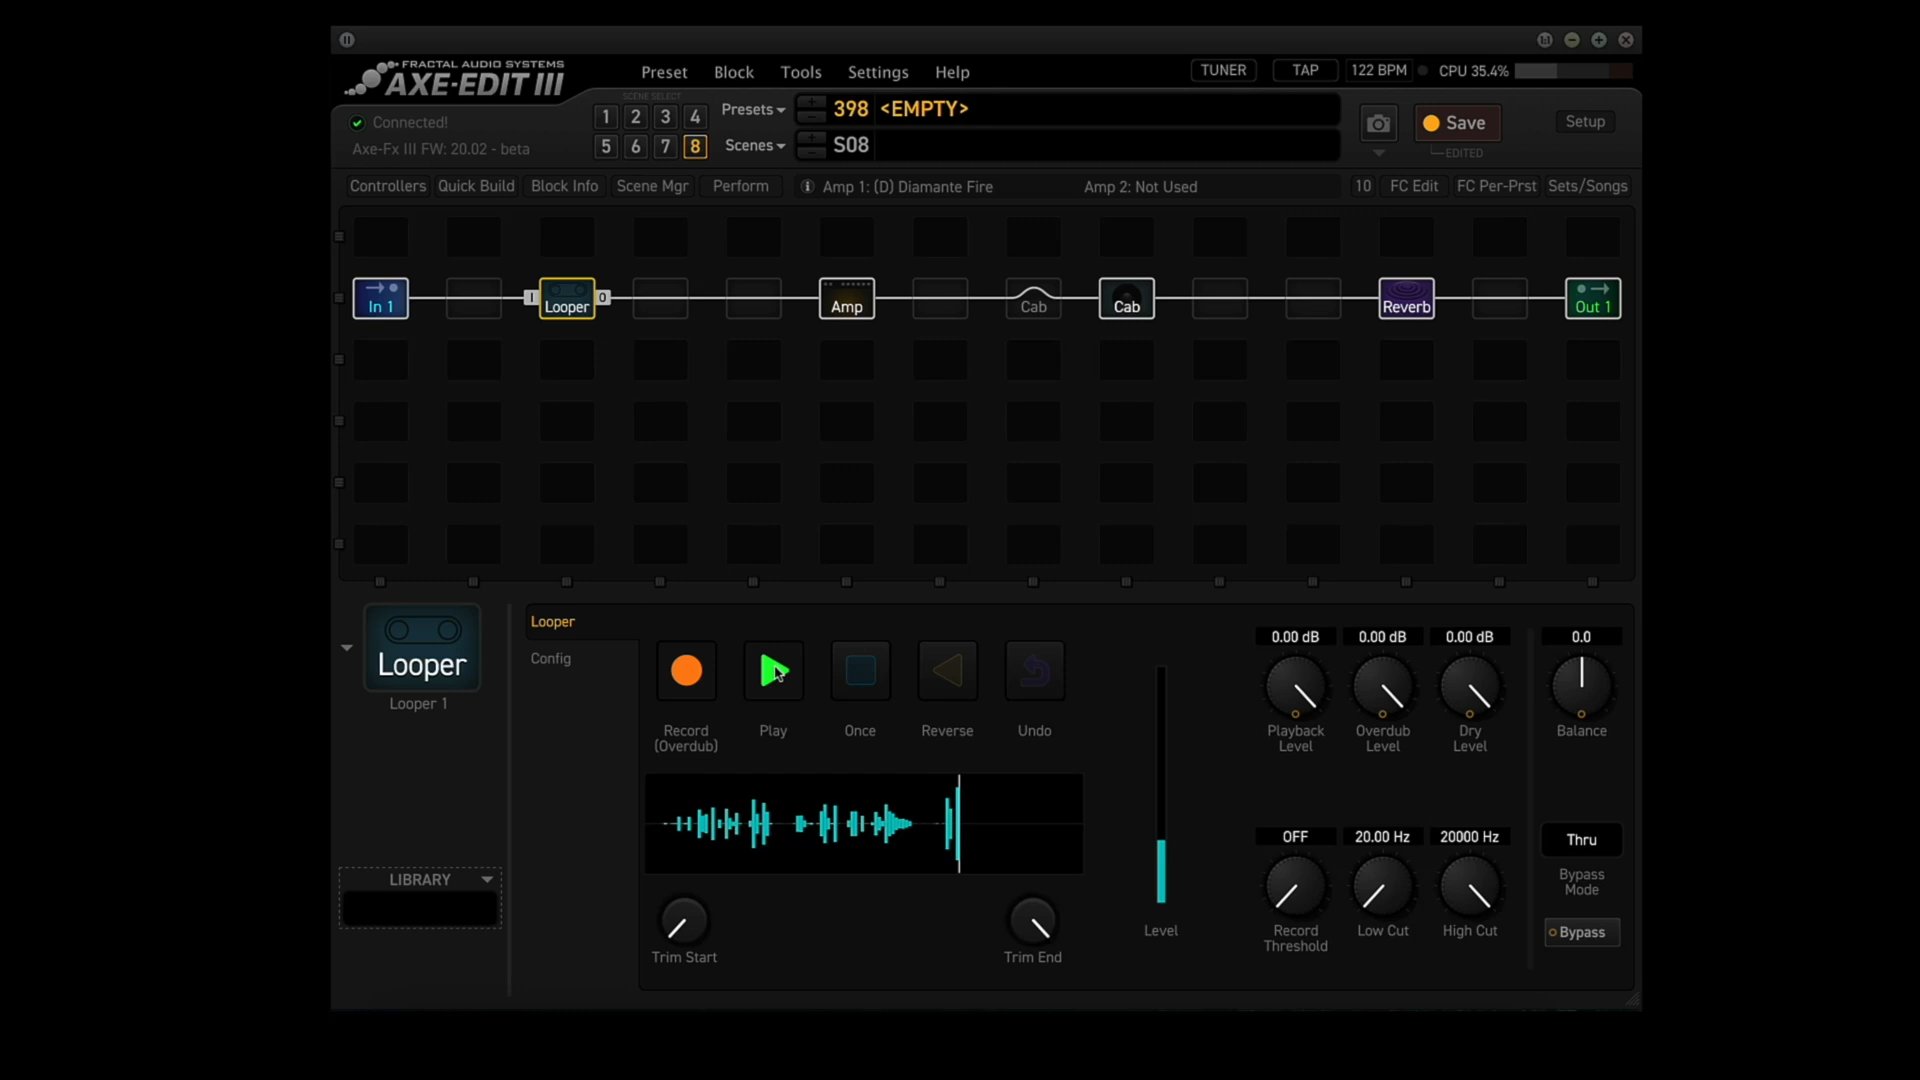 FRACTAL AUDIO SYSTEMS
AXE-EDIT III
Preset Block Tools Settings Help
TUNER TAP 122 BPM CPU 35.4%
SCENE SELECT
Connected!
Axe-Fx III FW: 20.02 - beta
1 2 3 4
5 6 7 8
Presets 398 <EMPTY>
Scenes S08
Save
EDITED
Setup
Controllers Quick Build Block Info Scene Mgr Perform Amp 1: (D) Diamante Fire Amp 2: Not Used 10 FC Edit FC Per-Prst Sets/Songs
In 1 I Looper O Amp Cab Cab Reverb Out 1
Looper
Looper 1
LIBRARY
Looper
Config
Record (Overdub)
Play
Once
Reverse
Undo
Trim Start
Trim End
Level
0.00 dB 0.00 dB 0.00 dB 0.0
Playback Level
Overdub Level
Dry Level
Balance
OFF 20.00 Hz 20000 Hz Thru
Record Threshold
Low Cut
High Cut
Bypass Mode
Bypass